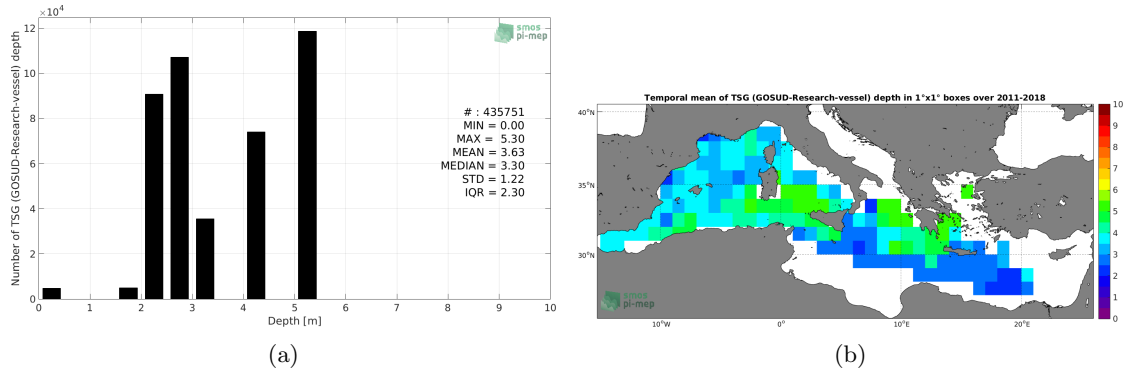 ×10⁴
12
10
8
6
4
2
0
Number of TSG (GOSUD-Research-vessel) depth
smos
pi-mep
# : 435751
MIN = 0.00
MAX = 5.30
MEAN = 3.63
MEDIAN = 3.30
STD = 1.22
IQR = 2.30
0 1 2 3 4 5 6 7 8 9 10
Depth [m]
(a)
Temporal mean of TSG (GOSUD-Research-vessel) depth in 1°x1° boxes over 2011-2018
40°N
35°N
30°N
10°W 0° 10°E 20°E
smos
pi-mep
10
9
8
7
6
5
4
3
2
1
0
(b)